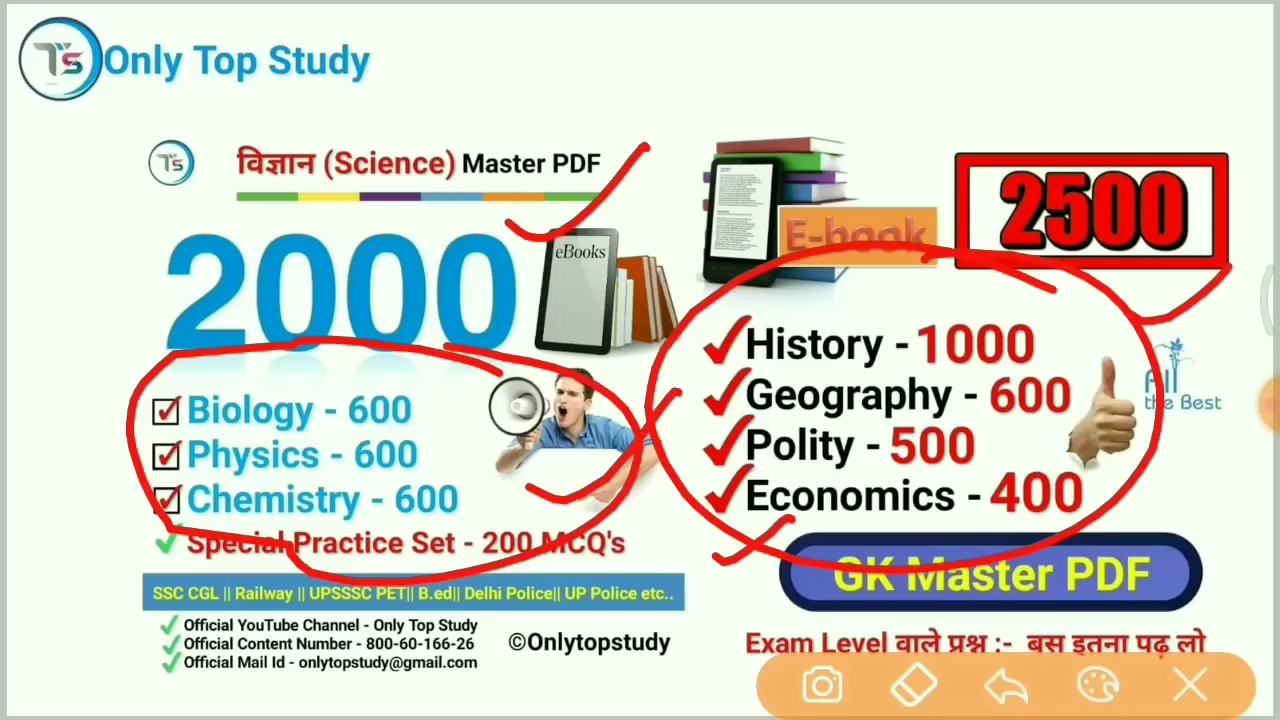 TS Only Top Study
TS विज्ञान (Science) Master PDF
2000
eBooks
Biology - 600
Physics - 600
Chemistry - 600
Special Practice Set - 200 MCQ's
SSC CGL || Railway || UPSSSC PET|| B.ed|| Delhi Police|| UP Police etc..
Official YouTube Channel - Only Top Study
Official Content Number - 800-60-166-26
Official Mail Id - onlytopstudy@gmail.com
©Onlytopstudy
E-book
2500
History - 1000
Geography - 600
Polity - 500
Economics - 400
All the Best
GK Master PDF
Exam Level वाले प्रश्न :- बस इतना पढ़ लो